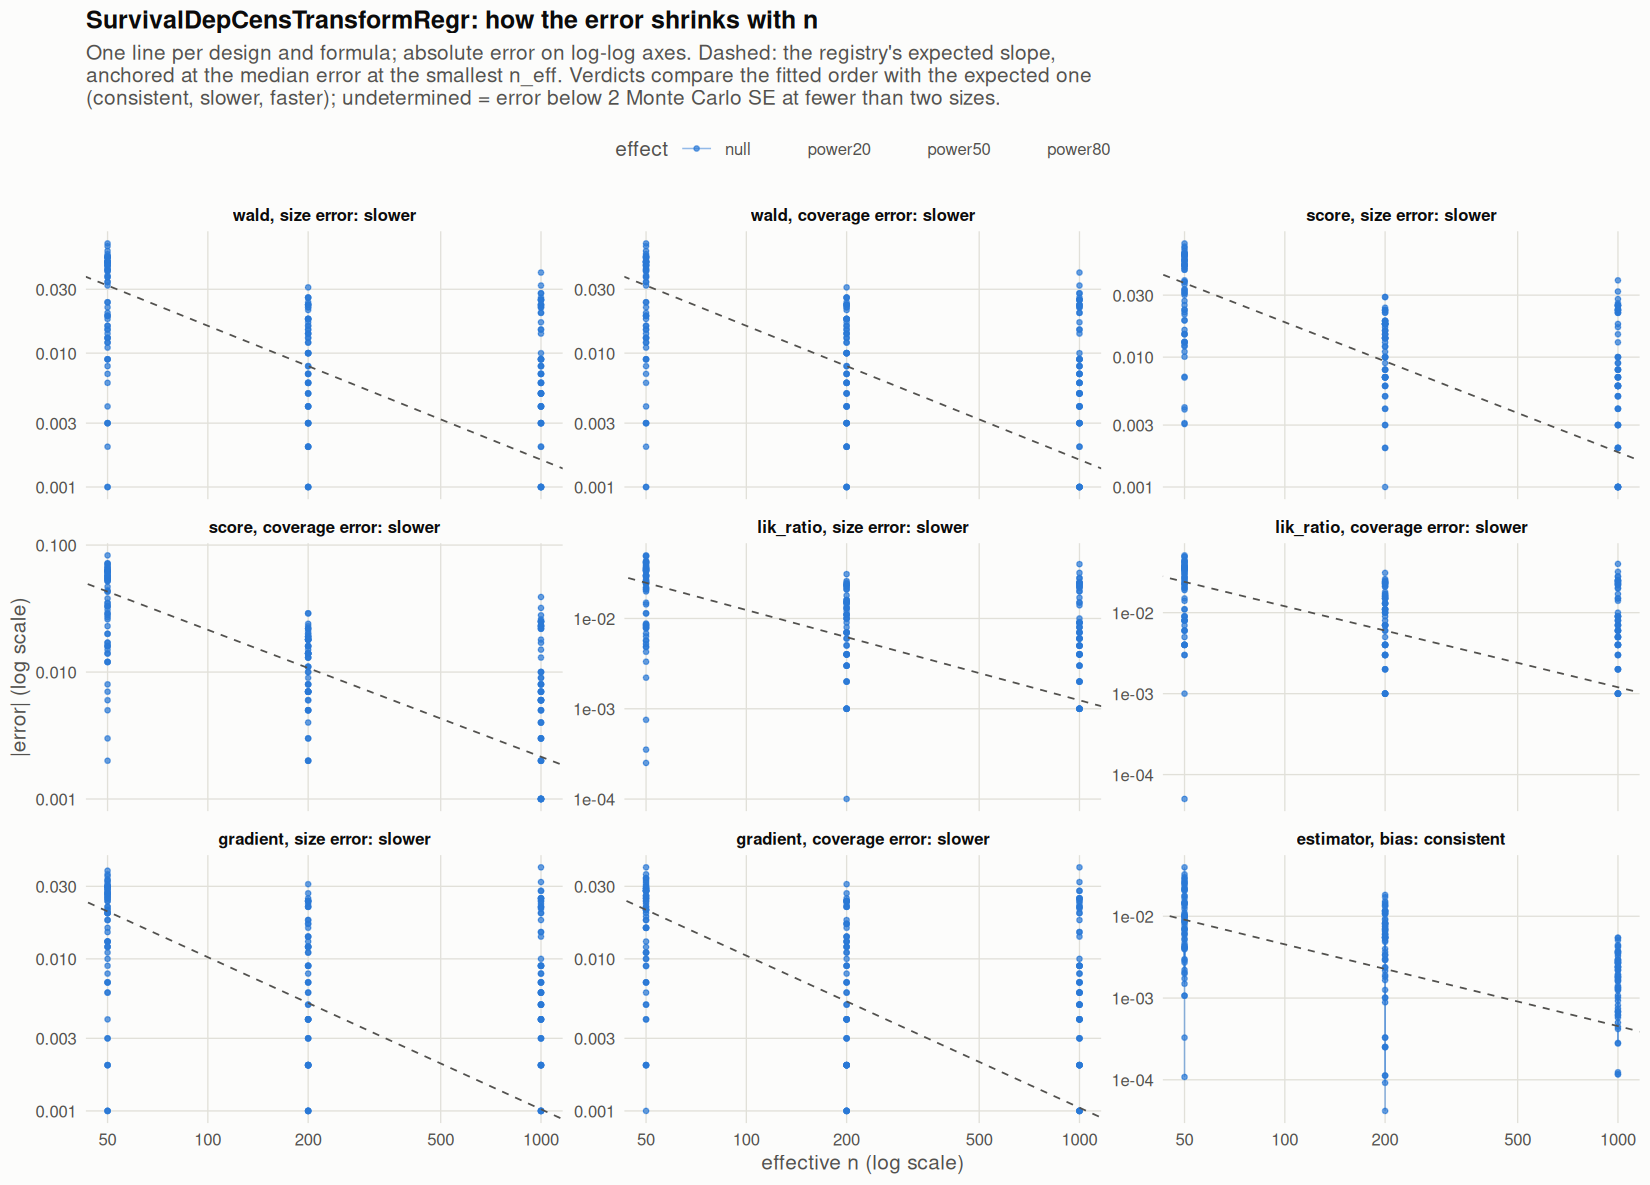 SurvivalDepCensTransformRegr: how the error shrinks with n
One line per design and formula; absolute error on log-log axes. Dashed: the registry's expected slope,
anchored at the median error at the smallest n_eff. Verdicts compare the fitted order with the expected one
(consistent, slower, faster); undetermined = error below 2 Monte Carlo SE at fewer than two sizes.
effect null power20 power50 power80
wald, size error: slower
wald, coverage error: slower
score, size error: slower
0.030
0.010
0.003
0.001
0.030
0.010
0.003
0.001
0.030
0.010
0.003
0.001
score, coverage error: slower
lik_ratio, size error: slower
lik_ratio, coverage error: slower
0.100
0.010
0.001
1e-02
1e-03
1e-04
1e-02
1e-03
1e-04
|error| (log scale)
gradient, size error: slower
gradient, coverage error: slower
estimator, bias: consistent
0.030
0.010
0.003
0.001
0.030
0.010
0.003
0.001
1e-02
1e-03
1e-04
50 100 200 500 1000
50 100 200 500 1000
50 100 200 500 1000
effective n (log scale)